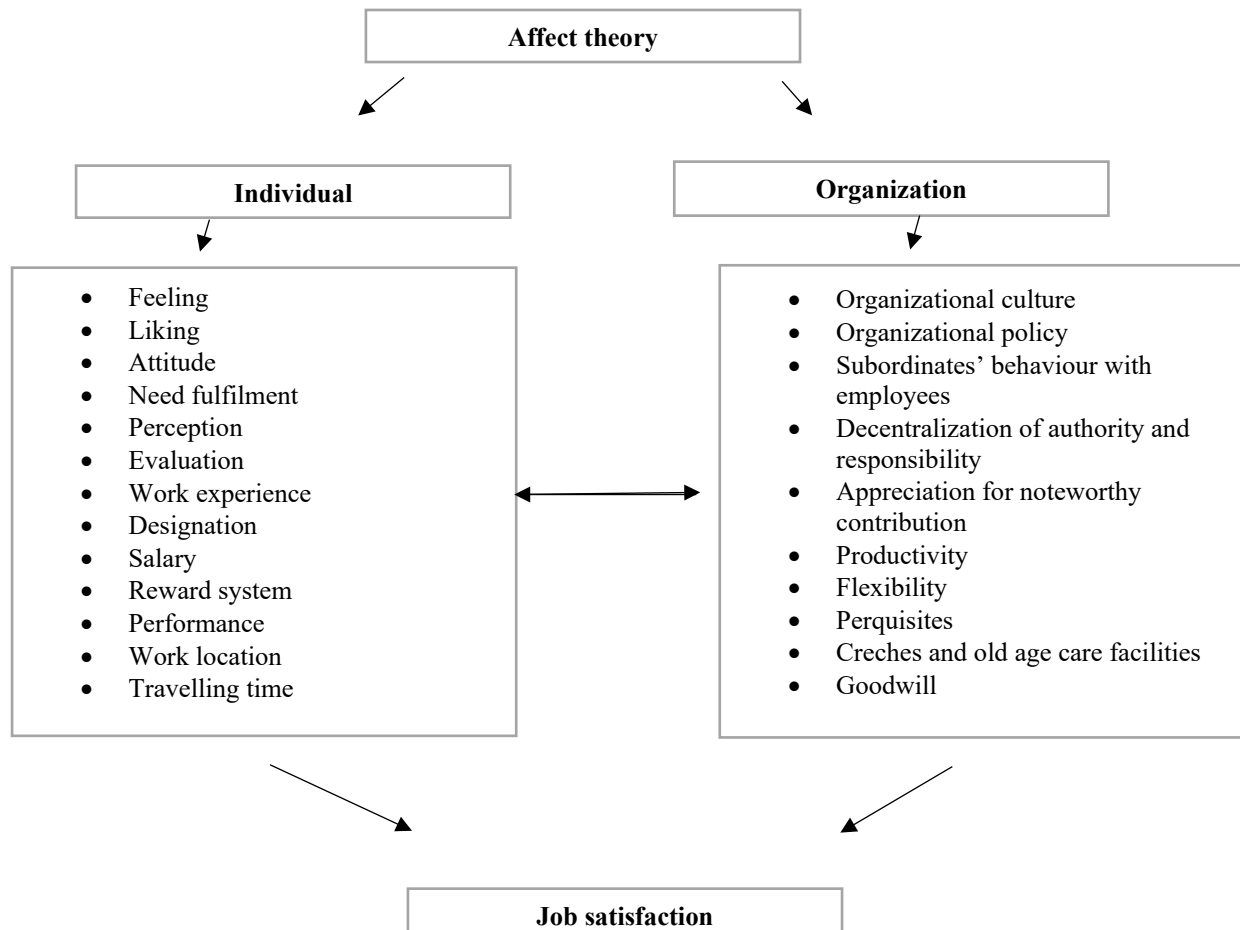 Affect theory
Individual
Organization
• Feeling
• Liking
• Attitude
• Need fulfilment
• Perception
• Evaluation
• Work experience
• Designation
• Salary
• Reward system
• Performance
• Work location
• Travelling time
• Organizational culture
• Organizational policy
• Subordinates’ behaviour with
employees
• Decentralization of authority and
responsibility
• Appreciation for noteworthy
contribution
• Productivity
• Flexibility
• Perquisites
• Creches and old age care facilities
• Goodwill
Job satisfaction